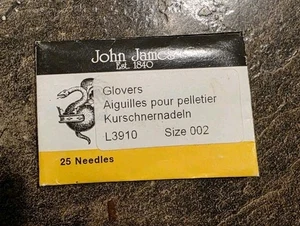 John James
Est. 1840
Glovers
Aiguilles pour pelletier
Kurschnernadeln
L3910 Size 002
25 Needles